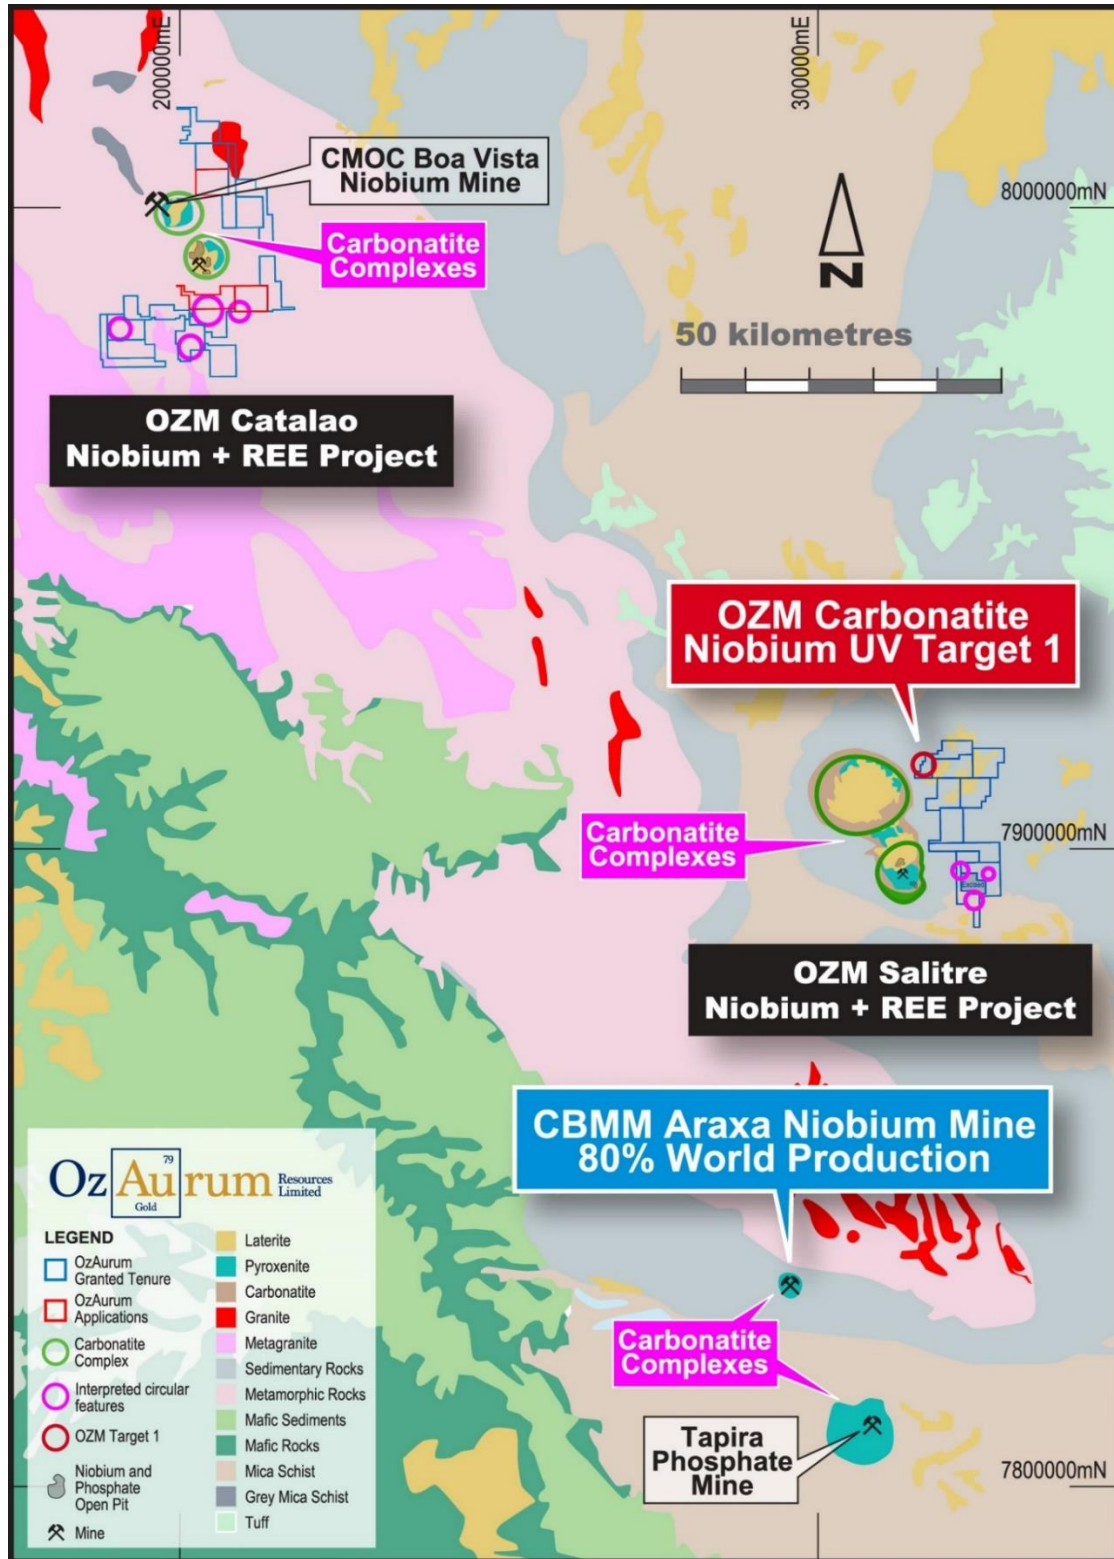 200000mE
300000mE
CMOC Boa Vista
Niobium Mine
8000000mN
Carbonatite
Complexes
N
50 kilometres
OZM Catalao
Niobium + REE Project
OZM Carbonatite
Niobium UV Target 1
Carbonatite
Complexes
7900000mN
OZM Salitre
Niobium + REE Project
CBMM Araxa Niobium Mine
80% World Production
Carbonatite
Complexes
Tapira
Phosphate
Mine
7800000mN
79
OzAurum Resources
Limited
Gold
LEGEND
OzAurum
Granted Tenure
OzAurum
Applications
Carbonatite
Complex
Interpreted circular
features
OZM Target 1
Niobium and
Phosphate
Open Pit
Mine
Laterite
Pyroxenite
Carbonatite
Granite
Metagranite
Sedimentary Rocks
Metamorphic Rocks
Mafic Sediments
Mafic Rocks
Mica Schist
Grey Mica Schist
Tuff